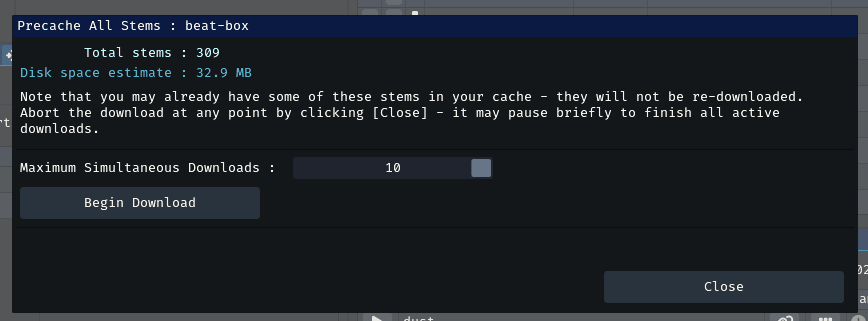 Precache All Stems : beat-box
Total stems : 309
Disk space estimate : 32.9 MB
Note that you may already have some of these stems in your cache - they will not be re-downloaded.
Abort the download at any point by clicking [Close] - it may pause briefly to finish all active
downloads.
Maximum Simultaneous Downloads : 10
Begin Download
Close